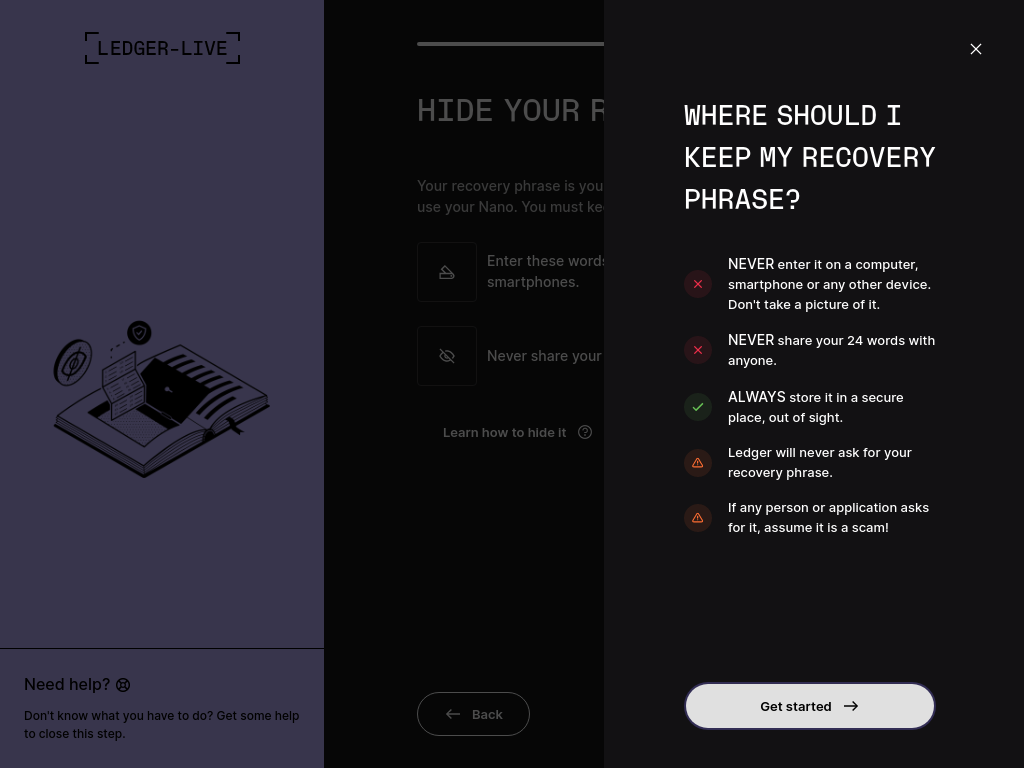 LEDGER-LIVE
HIDE YOUR R
Your recovery phrase is you
use your Nano. You must ke
Enter these words
smartphones.
Never share your
Learn how to hide it
Back
Need help?
Don't know what you have to do? Get some help
to close this step.
WHERE SHOULD I
KEEP MY RECOVERY
PHRASE?
NEVER enter it on a computer,
smartphone or any other device.
Don't take a picture of it.
NEVER share your 24 words with
anyone.
ALWAYS store it in a secure
place, out of sight.
Ledger will never ask for your
recovery phrase.
If any person or application asks
for it, assume it is a scam!
Get started